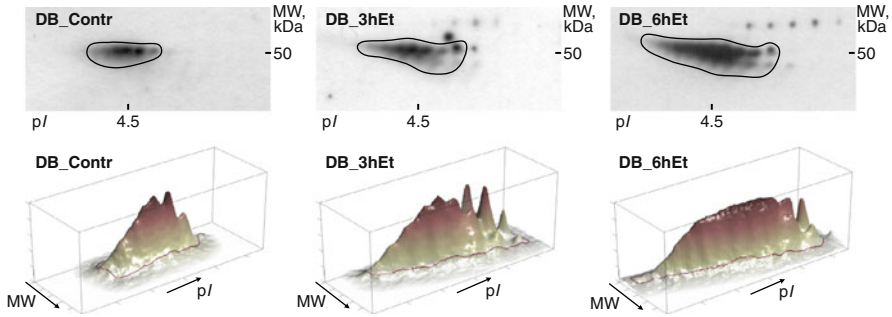 DB_Contr
MW,
kDa
50
pI
4.5
DB_3hEt
MW,
kDa
50
pI
4.5
DB_6hEt
MW,
kDa
50
pI
4.5
DB_Contr
MW
pI
DB_3hEt
MW
pI
DB_6hEt
MW
pI